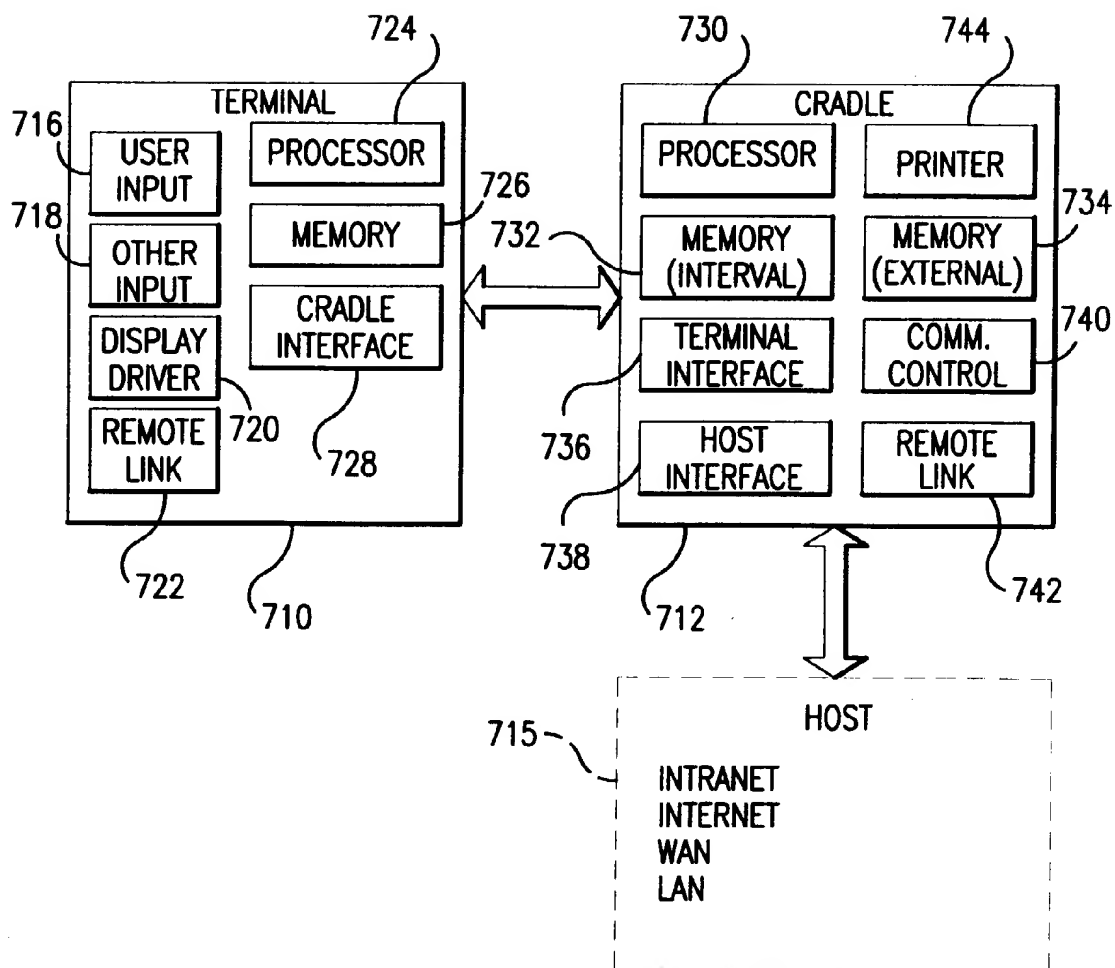 724
730
744
TERMINAL
CRADLE
716
USER
INPUT
PROCESSOR
PROCESSOR
PRINTER
718
726
734
OTHER
INPUT
MEMORY
732
MEMORY
(INTERVAL)
MEMORY
(EXTERNAL)
DISPLAY
DRIVER
CRADLE
INTERFACE
TERMINAL
INTERFACE
COMM.
CONTROL
740
REMOTE
LINK
720
728
736
HOST
INTERFACE
REMOTE
LINK
722
710
738
712
742
715
HOST
INTRANET
INTERNET
WAN
LAN